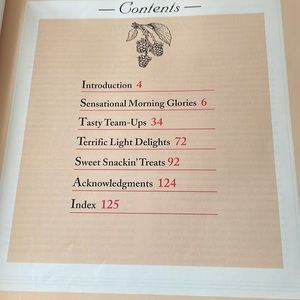 — Contents —
Introduction 4
Sensational Morning Glories 6
Tasty Team-Ups 34
Terrific Light Delights 72
Sweet Snackin' Treats 92
Acknowledgments 124
Index 125